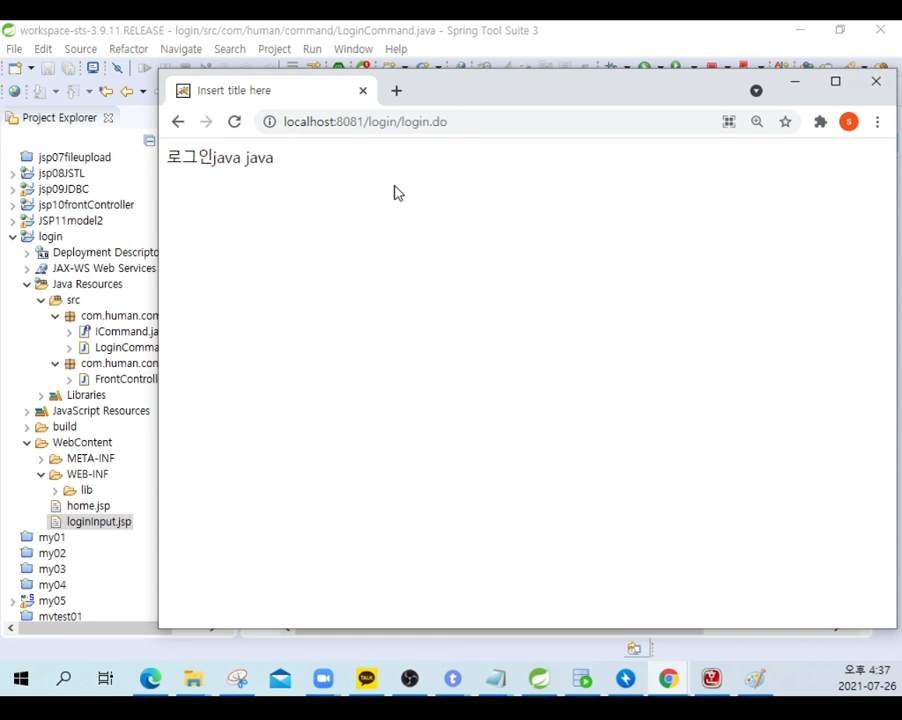 workspace-sts-3.9.11.RELEASE - login/src/com/human/command/LoginCommand.java - Spring Tool Suite 3
File Edit Source Refactor Navigate Search Project Run Window Help
Insert title here
Project Explorer
localhost:8081/login/login.do
로그인java java
jsp07fileupload
jsp08JSTL
jsp09JDBC
jsp10frontController
JSP11model2
login
Deployment Descripto
JAX-WS Web Services
Java Resources
src
com.human.com
ICommand.ja
LoginComma
com.human.con
FrontControll
Libraries
JavaScript Resources
build
WebContent
META-INF
WEB-INF
lib
home.jsp
loginInput.jsp
my01
my02
my03
my04
my05
mytest01
S
TALK
오후 4:37
2021-07-26